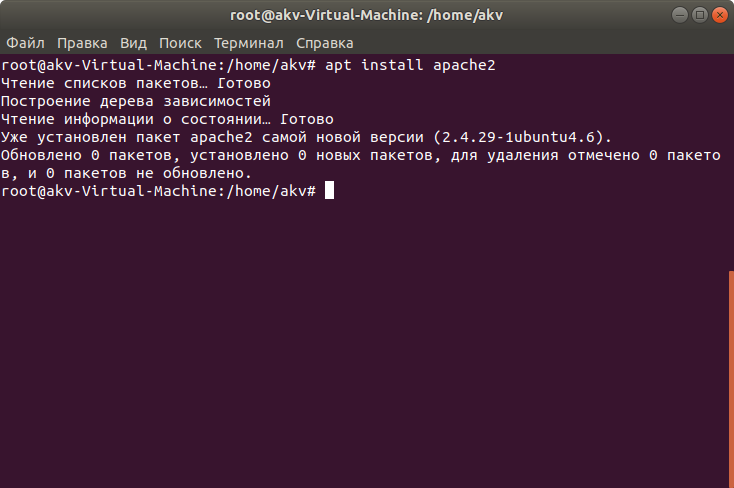 root@akv-Virtual-Machine: /home/akv
Файл Правка Вид Поиск Терминал Справка
root@akv-Virtual-Machine:/home/akv# apt install apache2
Чтение списков пакетов… Готово
Построение дерева зависимостей
Чтение информации о состоянии… Готово
Уже установлен пакет apache2 самой новой версии (2.4.29-1ubuntu4.6).
Обновлено 0 пакетов, установлено 0 новых пакетов, для удаления отмечено 0 пакето
в, и 0 пакетов не обновлено.
root@akv-Virtual-Machine:/home/akv#